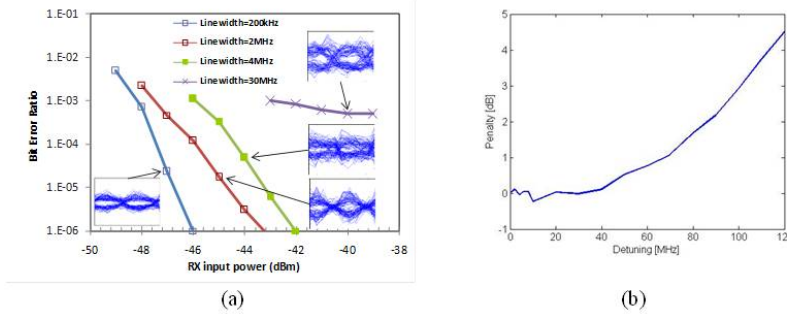 (a)
1.E-01
1.E-02
1.E-03
1.E-04
1.E-05
1.E-06
Bit Error Ratio
Linewidth=200kHz
Linewidth=2MHz
Linewidth=4MHz
Linewidth=30MHz
-50 -48 -46 -44 -42 -40 -38
RX input power (dBm)
(a)
b)
5
4
3
2
1
0
-1
Penalty [dB]
0 20 40 60 80 100 120
Detuning [MHz]
(b)